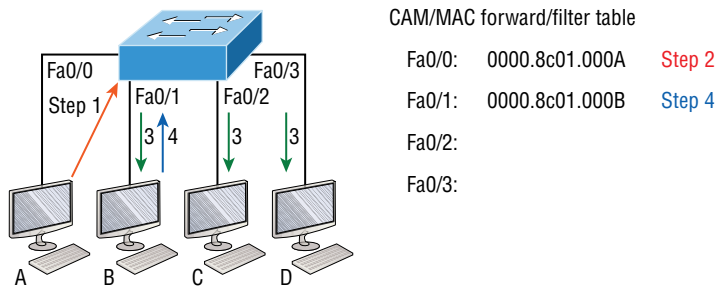 CAM/MAC forward/filter table
Fa0/0
Fa0/3
Step 1
Fa0/1
Fa0/2
3
4
3
3
A
B
C
D
Fa0/0: 0000.8c01.000A Step 2
Fa0/1: 0000.8c01.000B Step 4
Fa0/2:
Fa0/3: